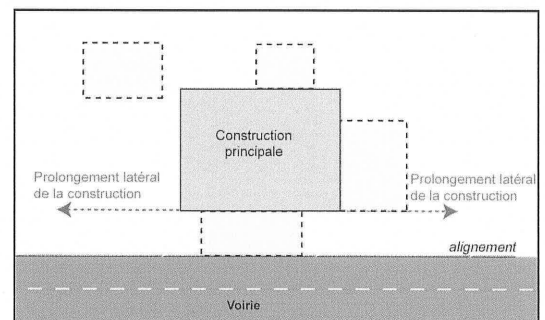 Construction
principale
Prolongement latéral
de la construction
Prolongement latéral
de la construction
alignement
Voirie